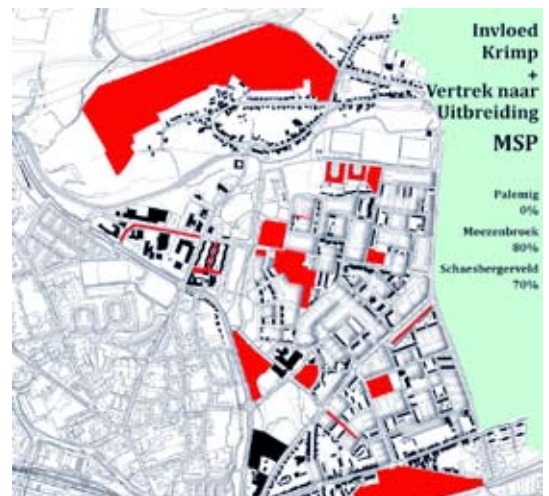 Invloed
Krimp
+
Vertrek naar
Uitbreiding
MSP
Palemig
0%
Meezenbroek
80%
Schaesbergerveld
70%